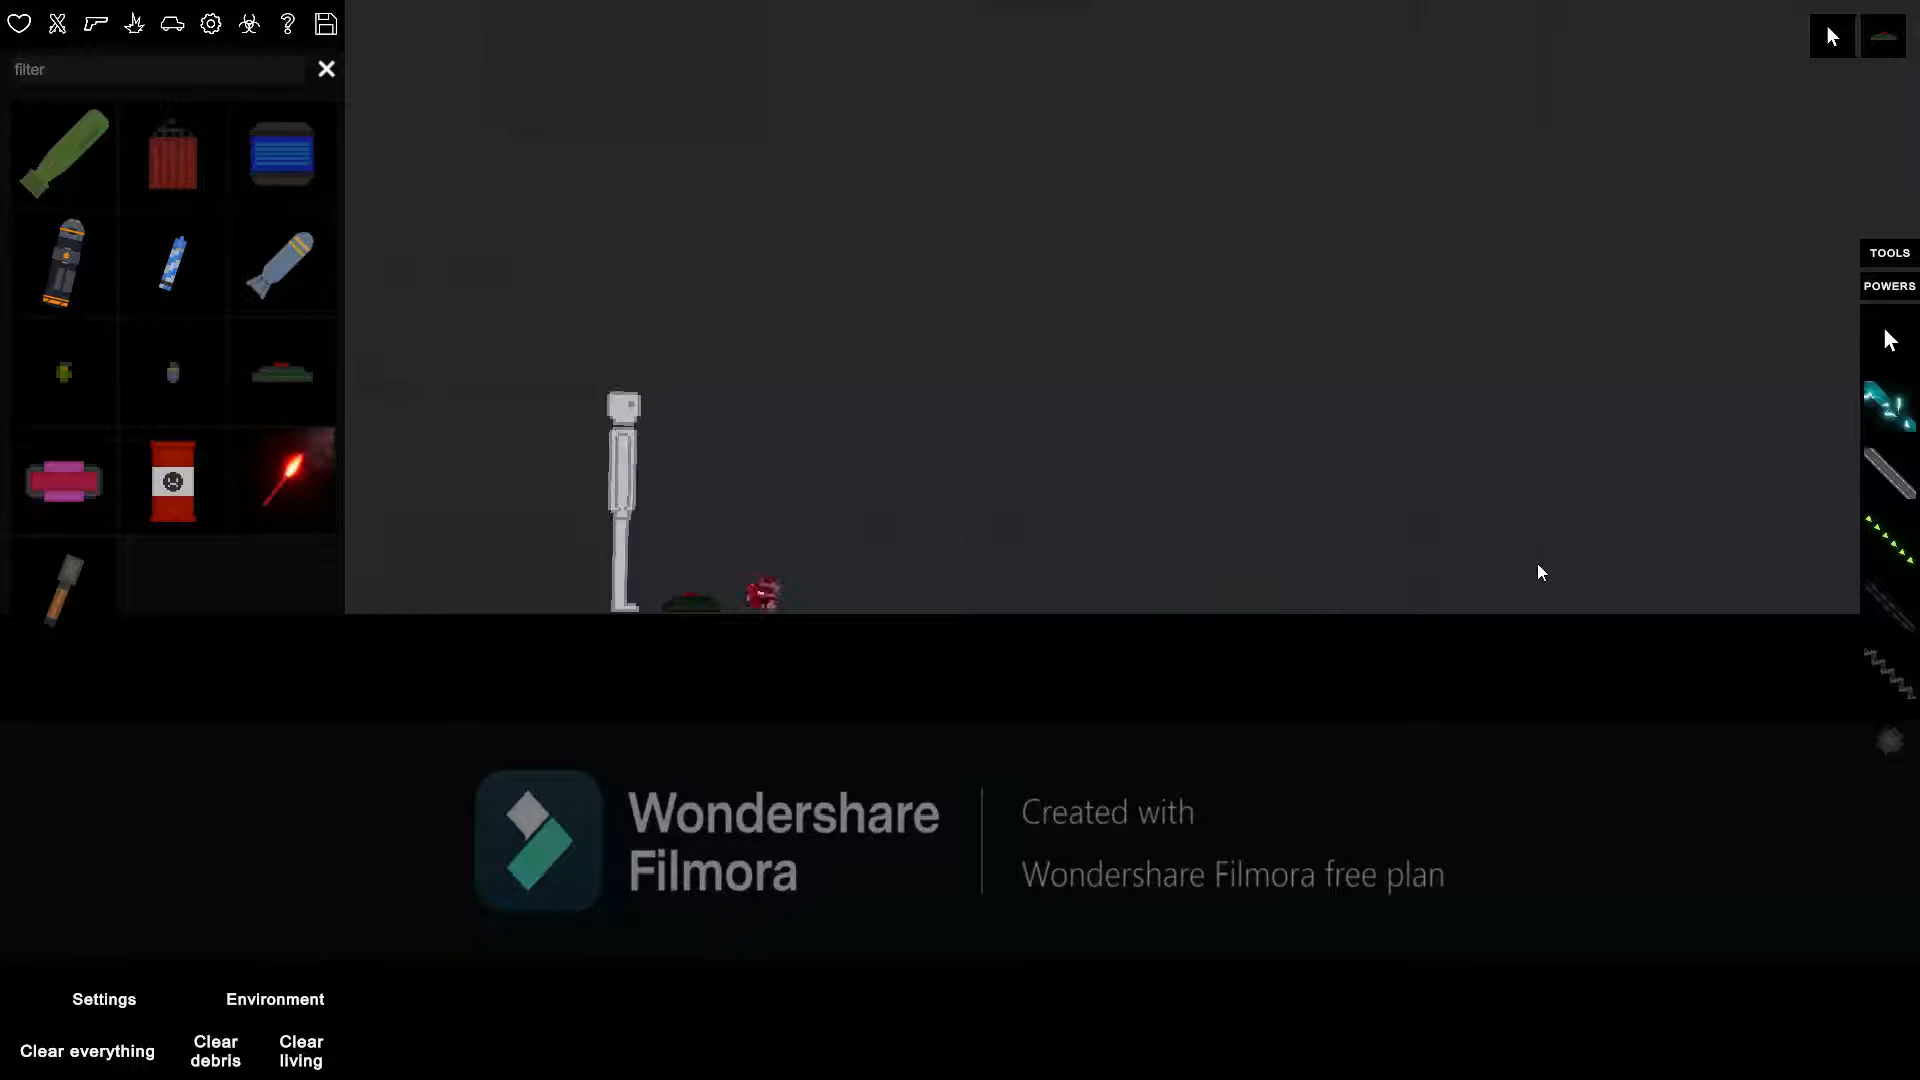 filter
TOOLS
POWERS
Wondershare
Filmora
Created with
Wondershare Filmora free plan
Settings
Environment
Clear everything
Clear
debris
Clear
living